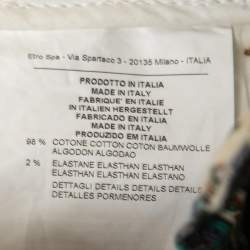 Etro Spa - Via Spartaco 3 - 20135 Milano - ITALIA
PRODOTTO IN ITALIA
MADE IN ITALY
FABRIQUE' EN ITALIE
IN ITALIEN HERGESTELLT
FABRICADO EN ITALIA
MADE IN ITALY
PRODUZIDO EM ITALIA
98 % COTONE COTTON COTON BAUMWOLLE
ALGODON ALGODAO
2 % ELASTANE ELASTHAN ELASTHAN
ELASTHAN ELASTHAN ELASTANO
DETTAGLI DETAILS DETAILS DETAILS
DETALLES PORMENORES